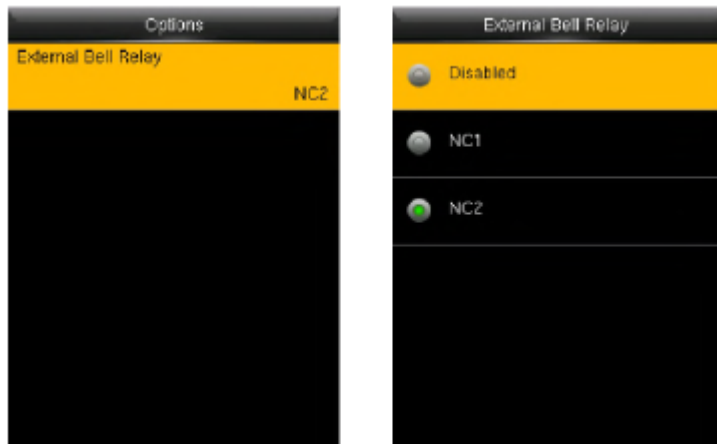 Options
External Bell Relay
NC2
External Bell Relay
Disabled
NC1
NC2